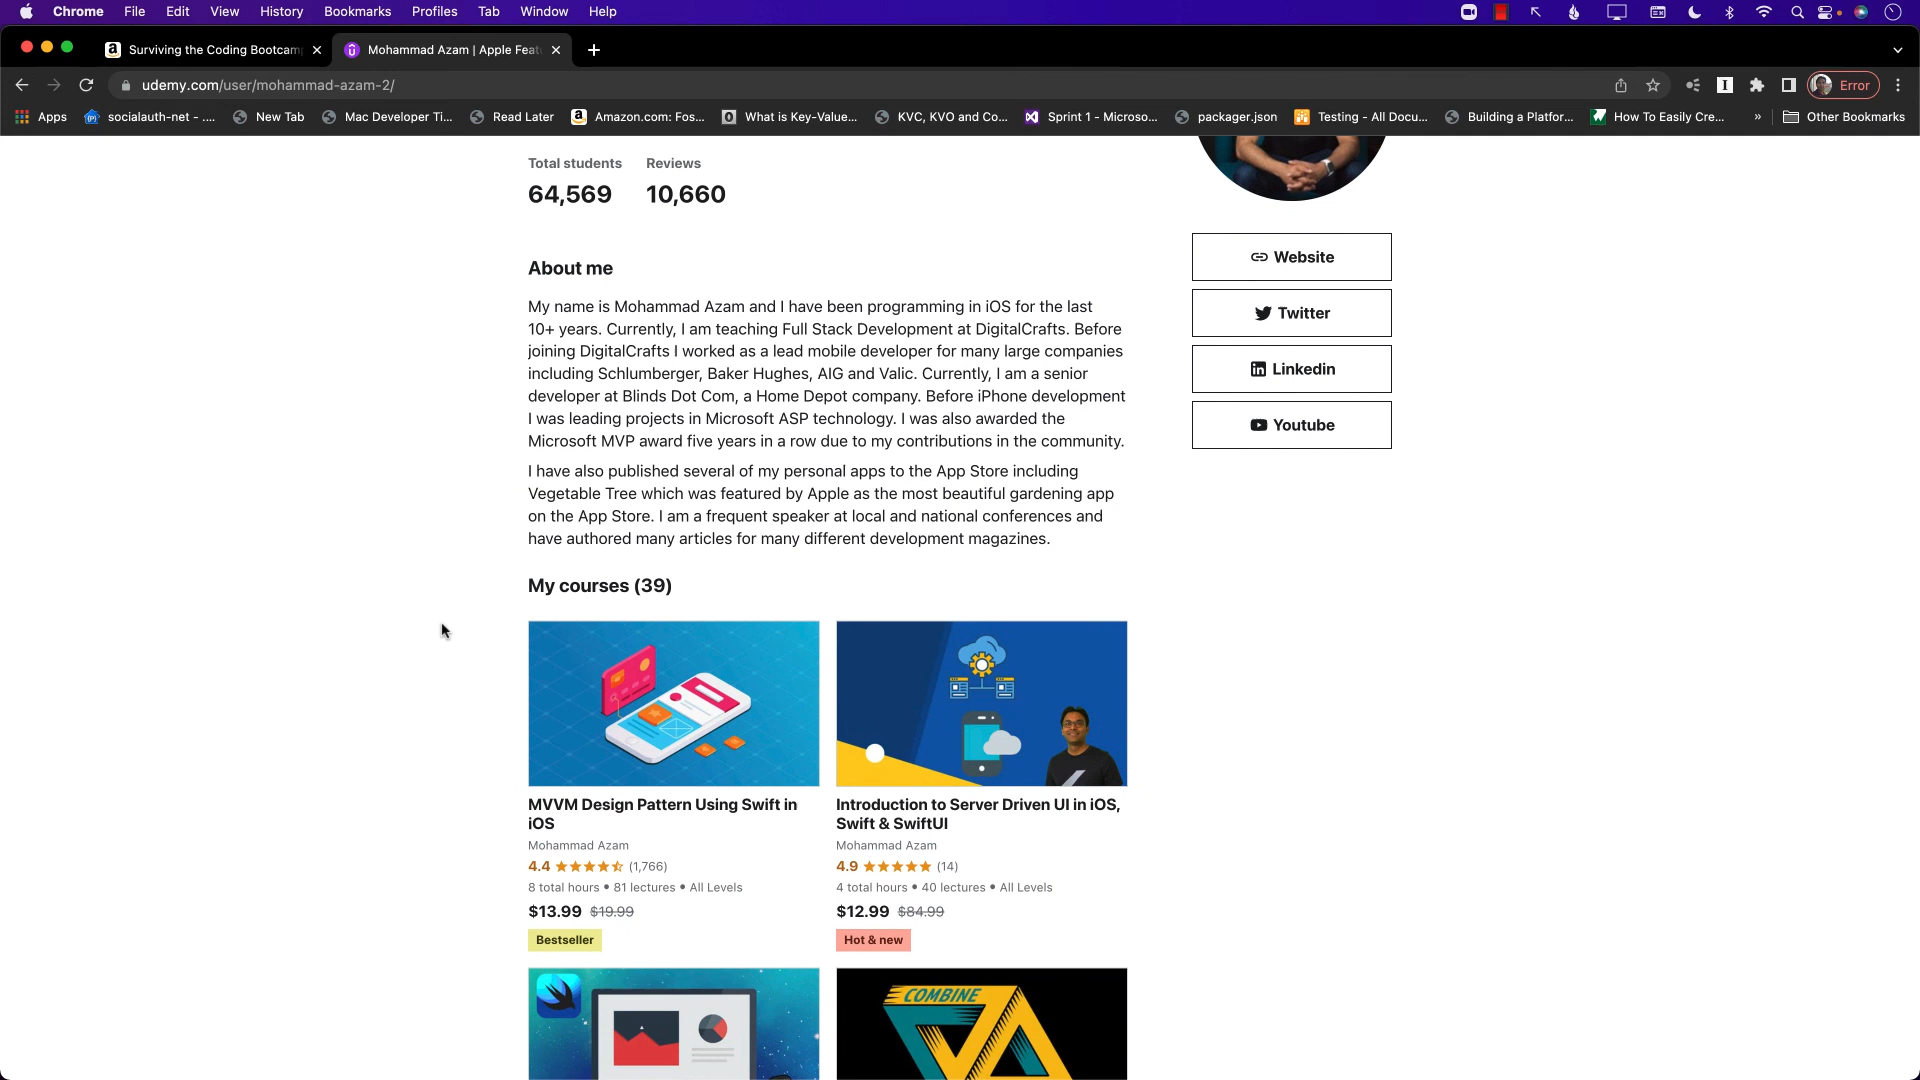 Chrome File Edit View History Bookmarks Profiles Tab Window Help
Surviving the Coding Bootcam
Mohammad Azam | Apple Feat
udemy.com/user/mohammad-azam-2/
Error
Apps socialauth-net - .... New Tab Mac Developer Ti... Read Later Amazon.com: Fos... What is Key-Value... KVC, KVO and Co... Sprint 1 - Microso... packager.json Testing - All Docu... Building a Platfor... How To Easily Cre... » Other Bookmarks
Total students Reviews
64,569 10,660
Website
Twitter
Linkedin
Youtube
About me
My name is Mohammad Azam and I have been programming in iOS for the last
10+ years. Currently, I am teaching Full Stack Development at DigitalCrafts. Before
joining DigitalCrafts I worked as a lead mobile developer for many large companies
including Schlumberger, Baker Hughes, AIG and Valic. Currently, I am a senior
developer at Blinds Dot Com, a Home Depot company. Before iPhone development
I was leading projects in Microsoft ASP technology. I was also awarded the
Microsoft MVP award five years in a row due to my contributions in the community.
I have also published several of my personal apps to the App Store including
Vegetable Tree which was featured by Apple as the most beautiful gardening app
on the App Store. I am a frequent speaker at local and national conferences and
have authored many articles for many different development magazines.
My courses (39)
MVVM Design Pattern Using Swift in
iOS
Mohammad Azam
4.4 (1,766)
8 total hours • 81 lectures • All Levels
$13.99 $19.99
Bestseller
Introduction to Server Driven UI in iOS,
Swift & SwiftUI
Mohammad Azam
4.9 (14)
4 total hours • 40 lectures • All Levels
$12.99 $84.99
Hot & new
COMBINE